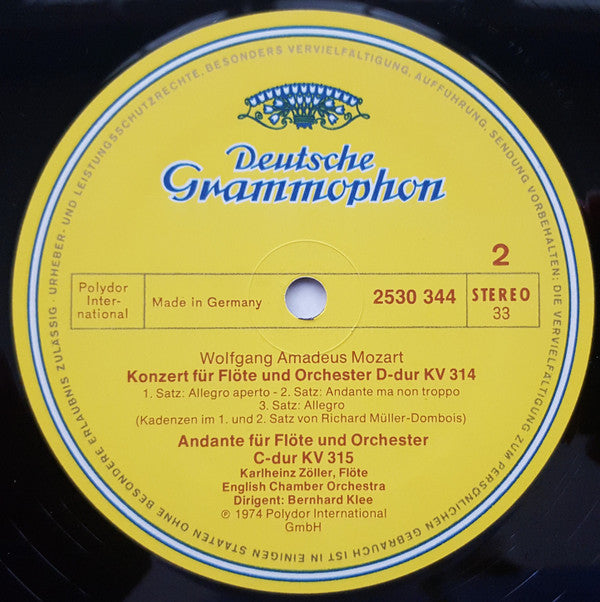 URHEBER- UND LEISTUNGSSCHUTZRECHTE, BESONDERS VERVIELFÄLTIGUNG, AUFFÜHRUNG, SENDUNG VORBEHALTEN; DIE VERVIELFÄLTIGUNG ZUM PERSÖNLICHEN GEBRAUCH IST IN EINIGEN STAATEN OHNE BESONDERE ERLAUBNIS ZULÄSSIG ·
Deutsche
Grammophon
2
Polydor
Inter-
national
Made in Germany
2530 344
STEREO
33
Wolfgang Amadeus Mozart
Konzert für Flöte und Orchester D-dur KV 314
1. Satz: Allegro aperto - 2. Satz: Andante ma non troppo
3. Satz: Allegro
(Kadenzen im 1. und 2. Satz von Richard Müller-Dombois)
Andante für Flöte und Orchester
C-dur KV 315
Karlheinz Zöller, Flöte
English Chamber Orchestra
Dirigent: Bernhard Klee
℗ 1974 Polydor International
GmbH